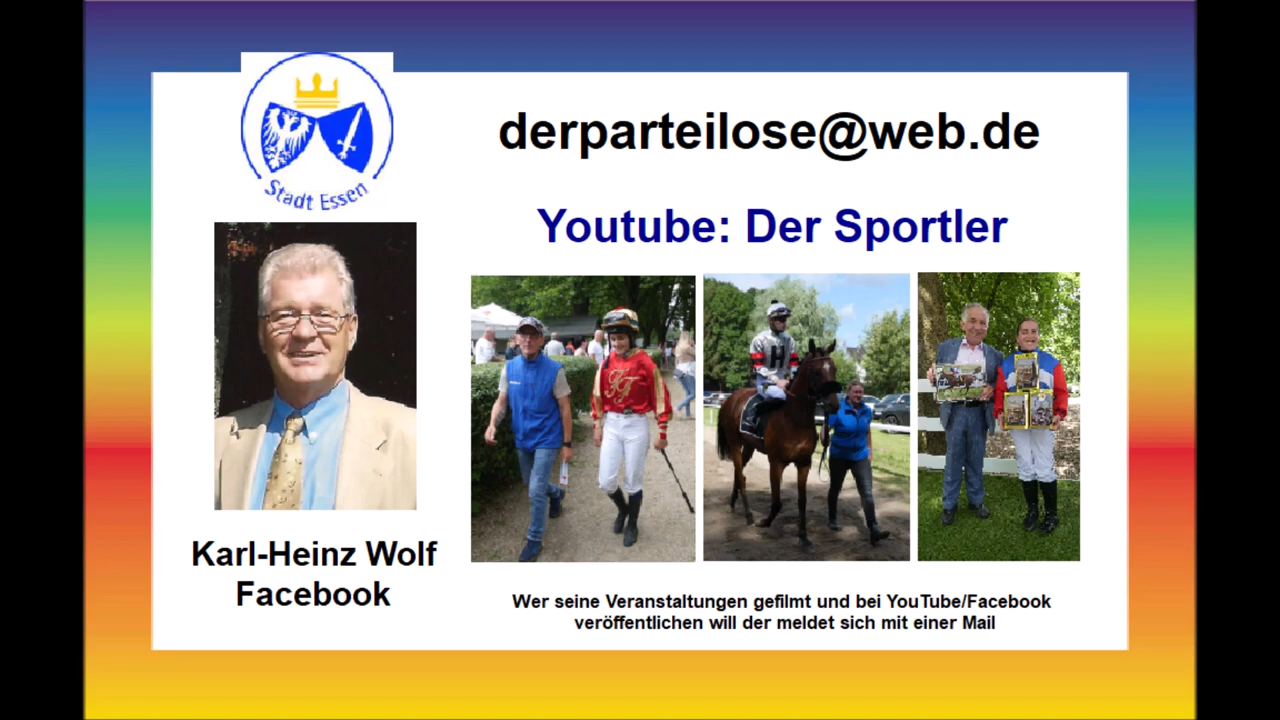 Stadt Essen
derparteilose@web.de
Youtube: Der Sportler
H
Karl-Heinz Wolf
Facebook
Wer seine Veranstaltungen gefilmt und bei YouTube/Facebook
veröffentlichen will der meldet sich mit einer Mail